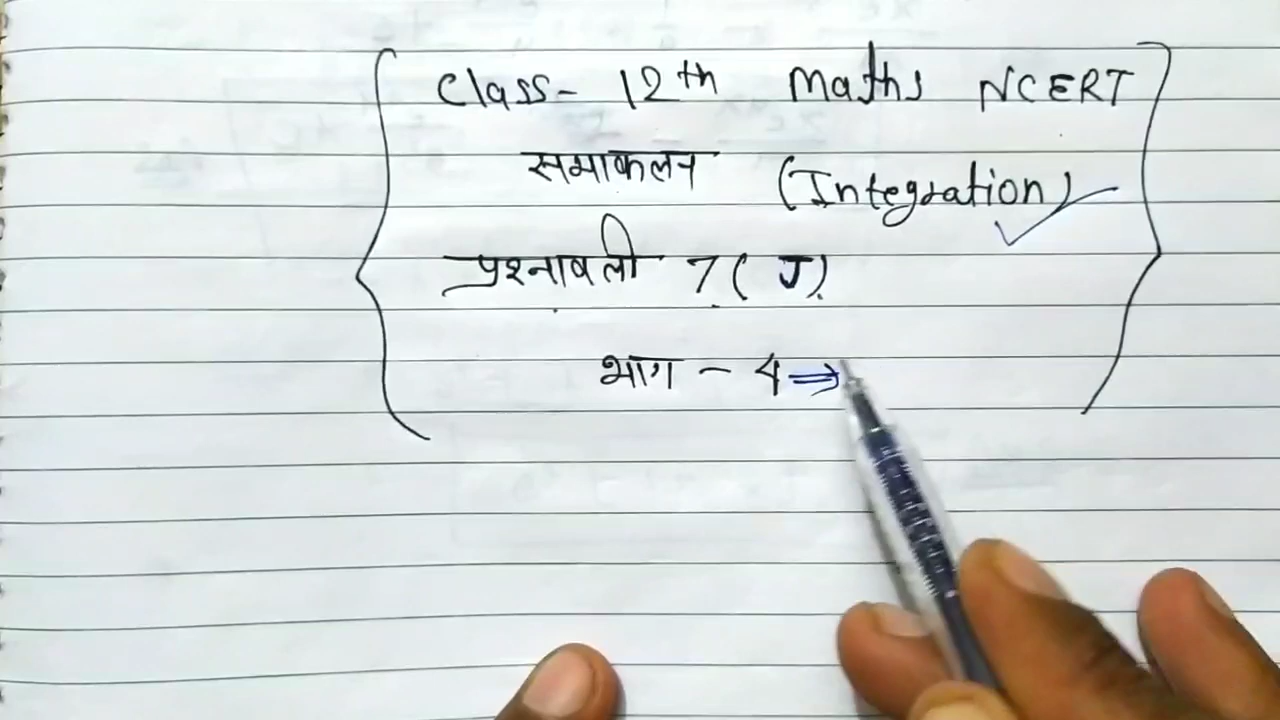 Class- 12th Maths NCERT
समाकलन (Integration)
प्रश्नावली 7 ( J )
भाग - 4 ⇒